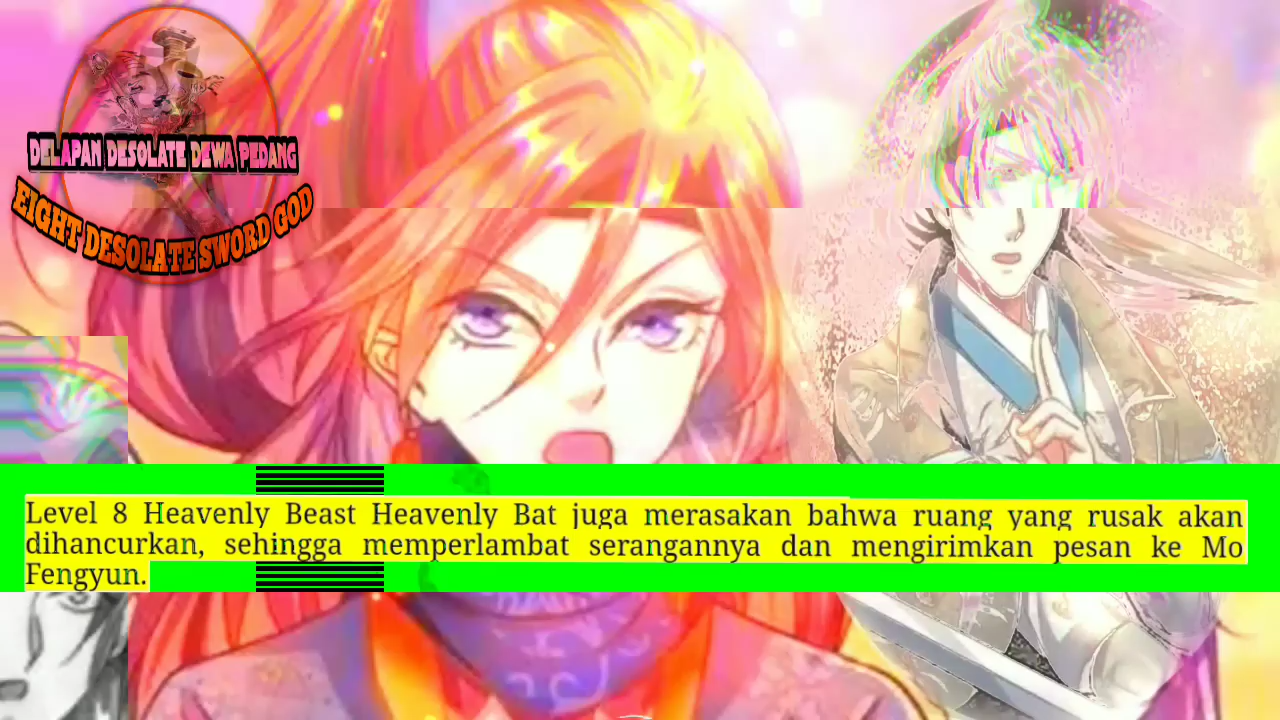 DELAPAN DESOLATE DEWA PEDANG
EIGHT DESOLATE SWORD GOD
Level 8 Heavenly Beast Heavenly Bat juga merasakan bahwa ruang yang rusak akan
dihancurkan, sehingga memperlambat serangannya dan mengirimkan pesan ke Mo
Fengyun.